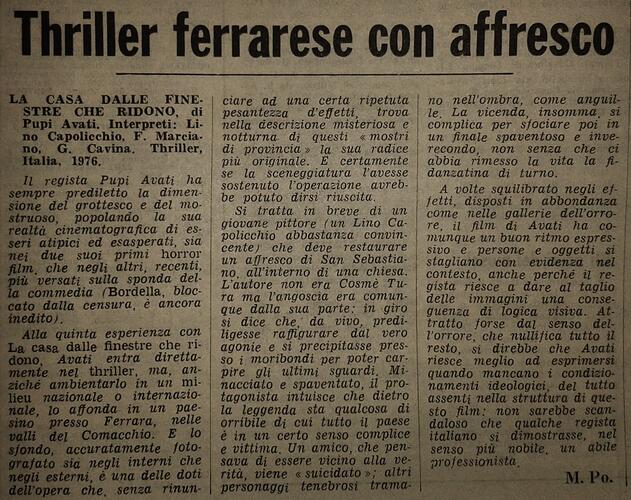 Thriller ferrarese con affresco
LA CASA DALLE FINE-
STRE CHE RIDONO, di
Pupi Avati. Interpreti: Li-
no Capolicchio, F. Marcia-
no, G. Cavina. Thriller,
Italia, 1976.
Il regista Pupi Avati ha
sempre prediletto la di-
mensione del grottesco e del mo-
struoso, popolando la sua
realtà cinematografica di es-
seri atipici ed esasperati, sia
nei due suoi primi horror
film, che negli altri, recenti,
più versati sulla sponda del-
la commedia (Bordella, bloc-
cato dalla censura, è ancora
inedito).
Alla quinta esperienza con
La casa dalle finestre che ri-
dono, Avati entra diretta-
mente nel thriller, ma, an-
ziché ambientarlo in un mi-
lieu nazionale o internazio-
nale, lo affonda in un pae-
sino presso Ferrara, nelle
valli del Comacchio. E lo
sfondo, accuratamente foto-
grafato sia negli interni che
negli esterni, è una delle doti
dell'opera che, senza rinun-
ciare ad una certa ripetuta
pesantezza d'effetti, trova
nella descrizione misteriosa e
notturna di questi «mostri
di provincia» la sua radice
più originale. E certamente
se la sceneggiatura l'avesse
sostenuto l'operazione avreb-
be potuto dirsi riuscita.
Si tratta in breve di un
giovane pittore (un Lino Ca-
policchio abbastanza convin-
cente) che deve restaurare
un affresco di San Sebastia-
no, all'interno di una chiesa.
L'autore non era Cosmè Tu-
ra ma l'angoscia era comun-
que dalla sua parte: in giro
si dice che, da vivo, predi-
ligesse raffigurare dal vero
agonie e si precipitasse pres-
so i moribondi per poter car-
pire gli ultimi sguardi. Mi-
nacciato e spaventato, il pro-
tagonista intuisce che dietro
la leggenda sta qualcosa di
orribile di cui tutto il paese
è in un certo senso complice
e vittima. Un amico, che pen-
sava di essere vicino alla ve-
rità, viene «suicidato»; altri
personaggi tenebrosi trama-
no nell'ombra, come anguil-
le. La vicenda, insomma, si
complica per sfociare poi in
un finale spaventoso e inve-
recondo, non senza che ci
abbia rimesso la vita la fi-
danzatina di turno.
A volte squilibrato negli ef-
fetti, disposti in abbondanza
come nelle gallerie dell'orro-
re, il film di Avati ha co-
munque un buon ritmo espres-
sivo e persone e oggetti si
stagliano con evidenza nel
contesto, anche perché il re-
gista riesce a dare al taglio
delle immagini una conse-
guenza di logica visiva. At-
tratto forse dal senso del-
l'orrore, che nullifica tutto il
resto, si direbbe che Avati
riesce meglio ad esprimersi
quando mancano i condizio-
namenti ideologici, del tutto
assenti nella struttura di que-
sto film: non sarebbe scan-
daloso che qualche regista
italiano si dimostrasse, nel
senso più nobile, un abile
professionista.
M. Po.